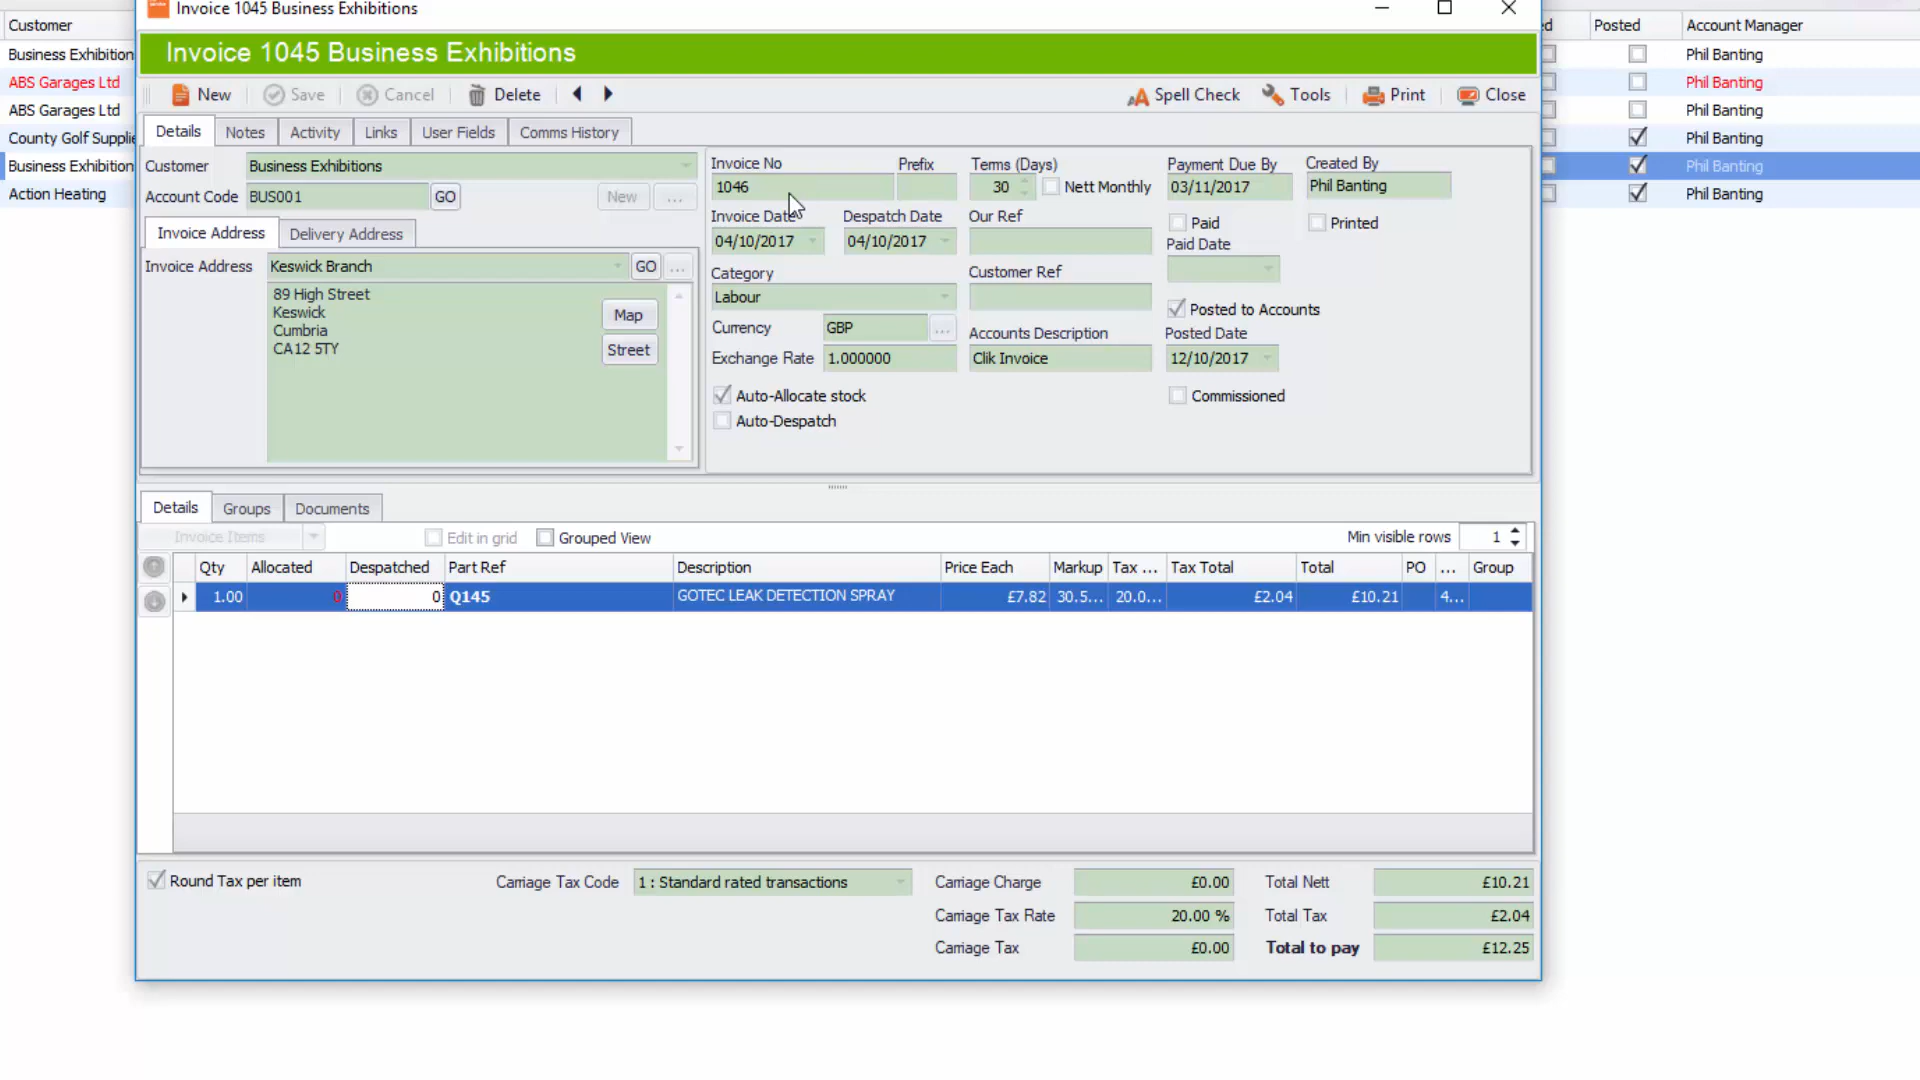 Invoice 1045 Business Exhibitions
Customer
Posted
Account Manager
Business Exhibition
Phil Banting
ABS Garages Ltd
Phil Banting
ABS Garages Ltd
Phil Banting
County Golf Supplie
Phil Banting
Business Exhibition
Phil Banting
Action Heating
Phil Banting
Invoice 1045 Business Exhibitions
New Save Cancel Delete Spell Check Tools Print Close
Details Notes Activity Links User Fields Comms History
Customer Business Exhibitions
Account Code BUS001 GO New ...
Invoice Address Delivery Address
Invoice Address Keswick Branch GO ...
89 High Street
Keswick
Cumbria
CA12 5TY
Map
Street
Invoice No Prefix Terms (Days) Payment Due By Created By
1046 30 Nett Monthly 03/11/2017 Phil Banting
Invoice Date Despatch Date Our Ref Paid Printed
04/10/2017 04/10/2017 Paid Date
Category Customer Ref
Labour Posted to Accounts
Currency GBP ... Accounts Description Posted Date
Exchange Rate 1.000000 Clik Invoice 12/10/2017
Auto-Allocate stock Commissioned
Auto-Despatch
Details Groups Documents
Invoice Items Edit in grid Grouped View Min visible rows 1
Qty Allocated Despatched Part Ref Description Price Each Markup Tax ... Tax Total Total PO ... Group
1.00 0 0 Q145 GOTEC LEAK DETECTION SPRAY £7.82 30.5... 20.0... £2.04 £10.21 4...
Round Tax per item Carriage Tax Code 1 : Standard rated transactions Carriage Charge £0.00 Total Nett £10.21
Carriage Tax Rate 20.00 % Total Tax £2.04
Carriage Tax £0.00 Total to pay £12.25